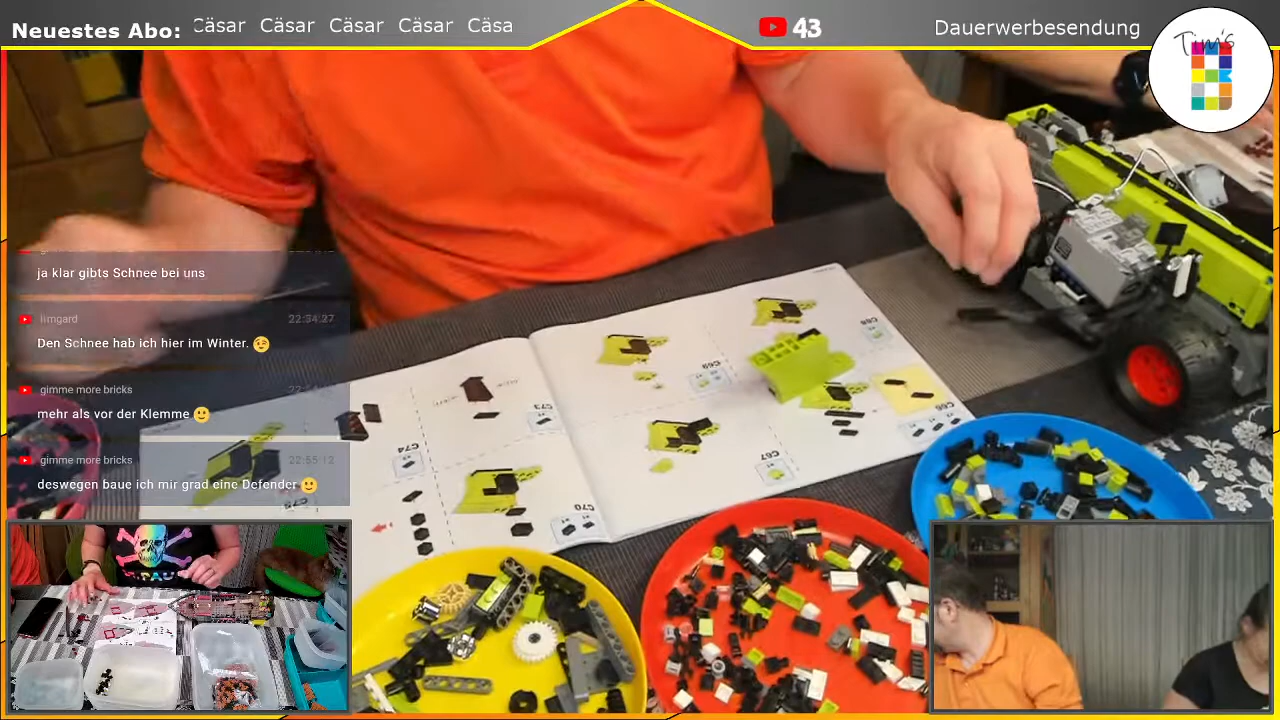 Neuestes Abo: Cäsar Cäsar Cäsar Cäsar Cäsa
43
Dauerwerbesendung
Tim's
ja klar gibts Schnee bei uns
limgard 22:54:27
Den Schnee hab ich hier im Winter. 😉
gimme more bricks
mehr als vor der Klemme 🙂
gimme more bricks 22:55:12
deswegen baue ich mir grad eine Defender 🙂
C68
C69
C66
C67
C73
C74
C70
C75